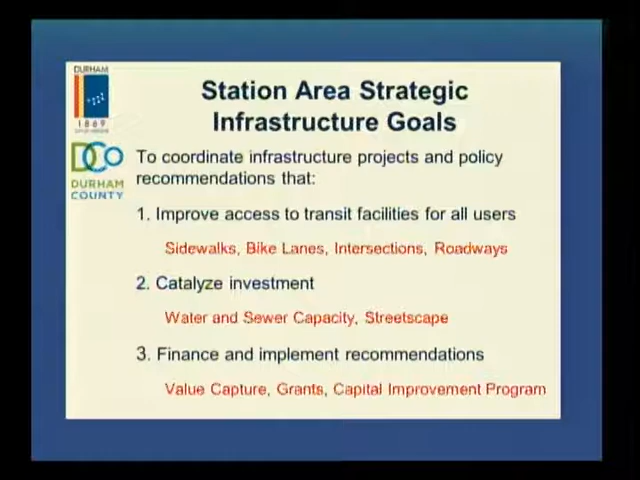 DURHAM
1869
DCO
DURHAM
COUNTY
Station Area Strategic
Infrastructure Goals
To coordinate infrastructure projects and policy
recommendations that:
1. Improve access to transit facilities for all users
Sidewalks, Bike Lanes, Intersections, Roadways
2. Catalyze investment
Water and Sewer Capacity, Streetscape
3. Finance and implement recommendations
Value Capture, Grants, Capital Improvement Program